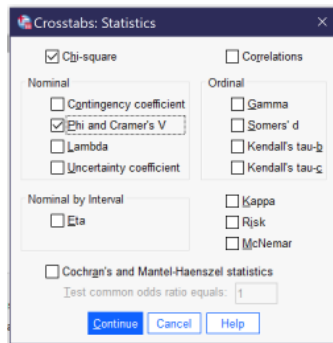 Crosstabs: Statistics
Chi-square
Correlations
Nominal
Contingency coefficient
Phi and Cramer's V
Lambda
Uncertainty coefficient
Ordinal
Gamma
Somers' d
Kendall's tau-b
Kendall's tau-c
Nominal by Interval
Eta
Kappa
Risk
McNemar
Cochran's and Mantel-Haenszel statistics
Test common odds ratio equals: 1
Continue Cancel Help